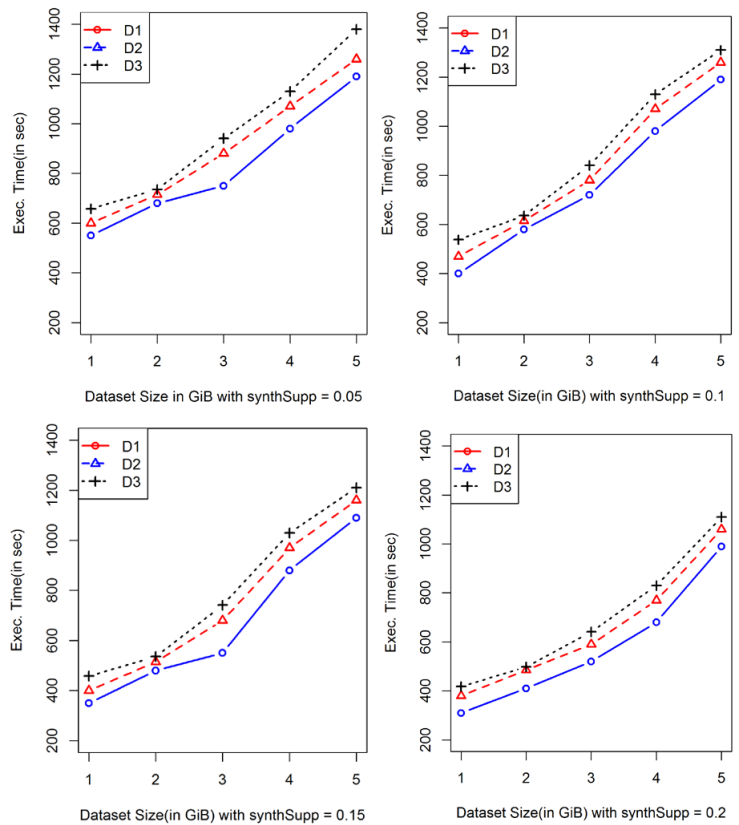 D1
D2
D3
Exec. Time(in sec)
200 400 600 800 1000 1200 1400
1 2 3 4 5
Dataset Size in GiB with synthSupp = 0.05
D1
D2
D3
Exec. Time(in sec)
200 400 600 800 1000 1200 1400
1 2 3 4 5
Dataset Size(in GiB) with synthSupp = 0.1
D1
D2
D3
Exec. Time(in sec)
200 400 600 800 1000 1200 1400
1 2 3 4 5
Dataset Size(in GiB) with synthSupp = 0.15
D1
D2
D3
Exec. Time(in sec)
200 400 600 800 1000 1200 1400
1 2 3 4 5
Dataset Size(in GiB) with synthSupp = 0.2